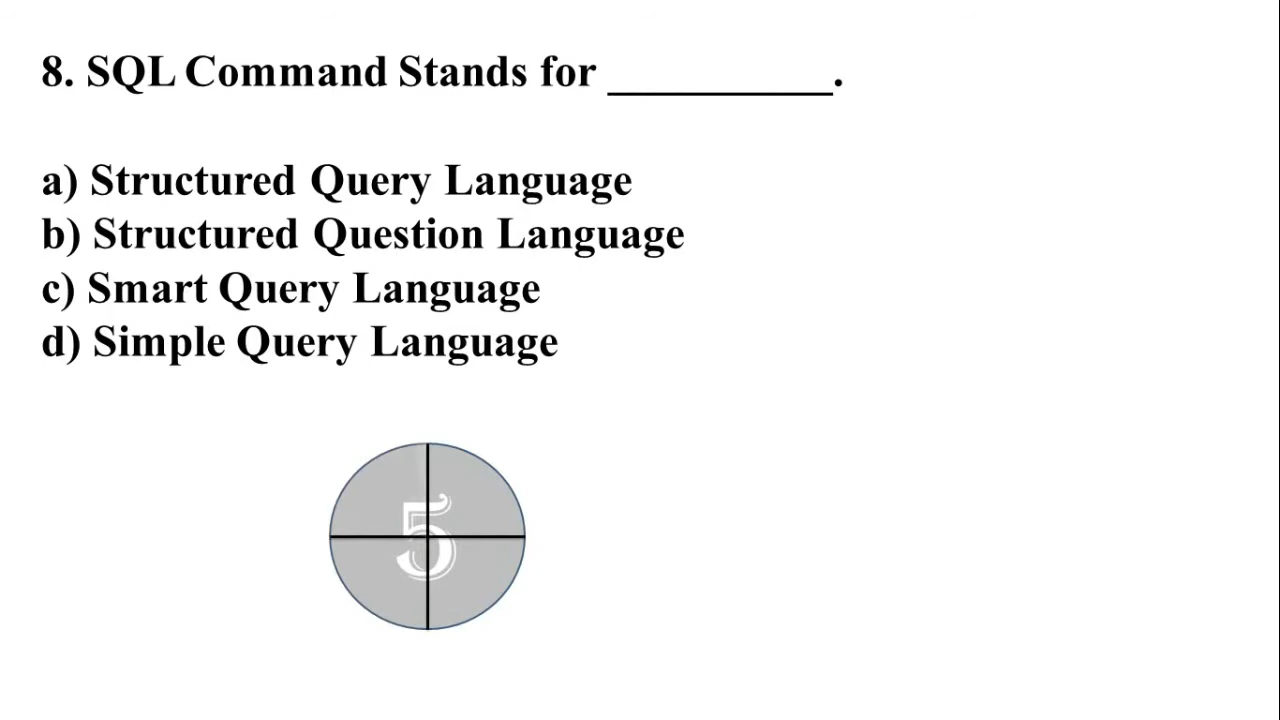 8. SQL Command Stands for __________.
a) Structured Query Language
b) Structured Question Language
c) Smart Query Language
d) Simple Query Language
5